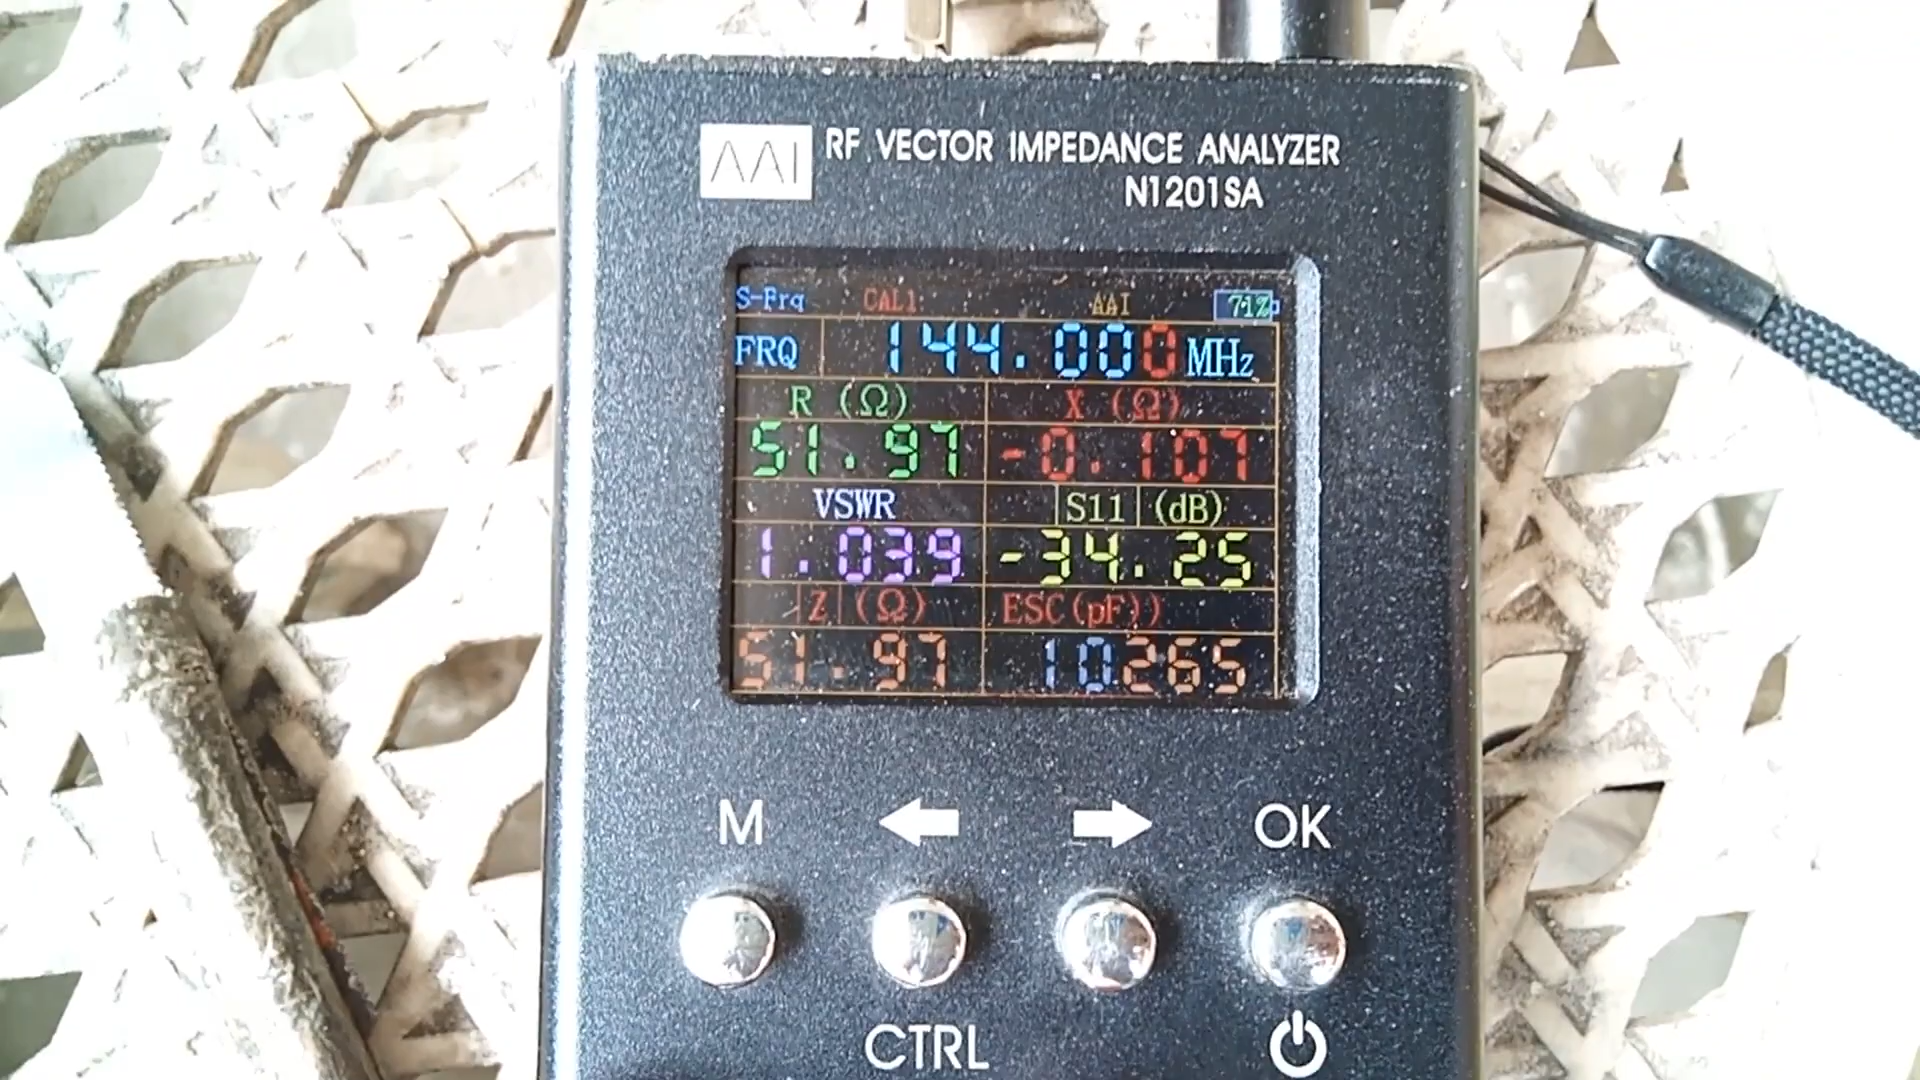 AAI RF VECTOR IMPEDANCE ANALYZER
N1201SA
S-Frq CAL1 AAI 71%
FRQ 144.000 MHz
R (Ω) X (Ω)
51.97 -0.107
VSWR |S11| (dB)
1.039 -34.25
|Z| (Ω) ESC(pF))
51.97 10265
M OK
CTRL